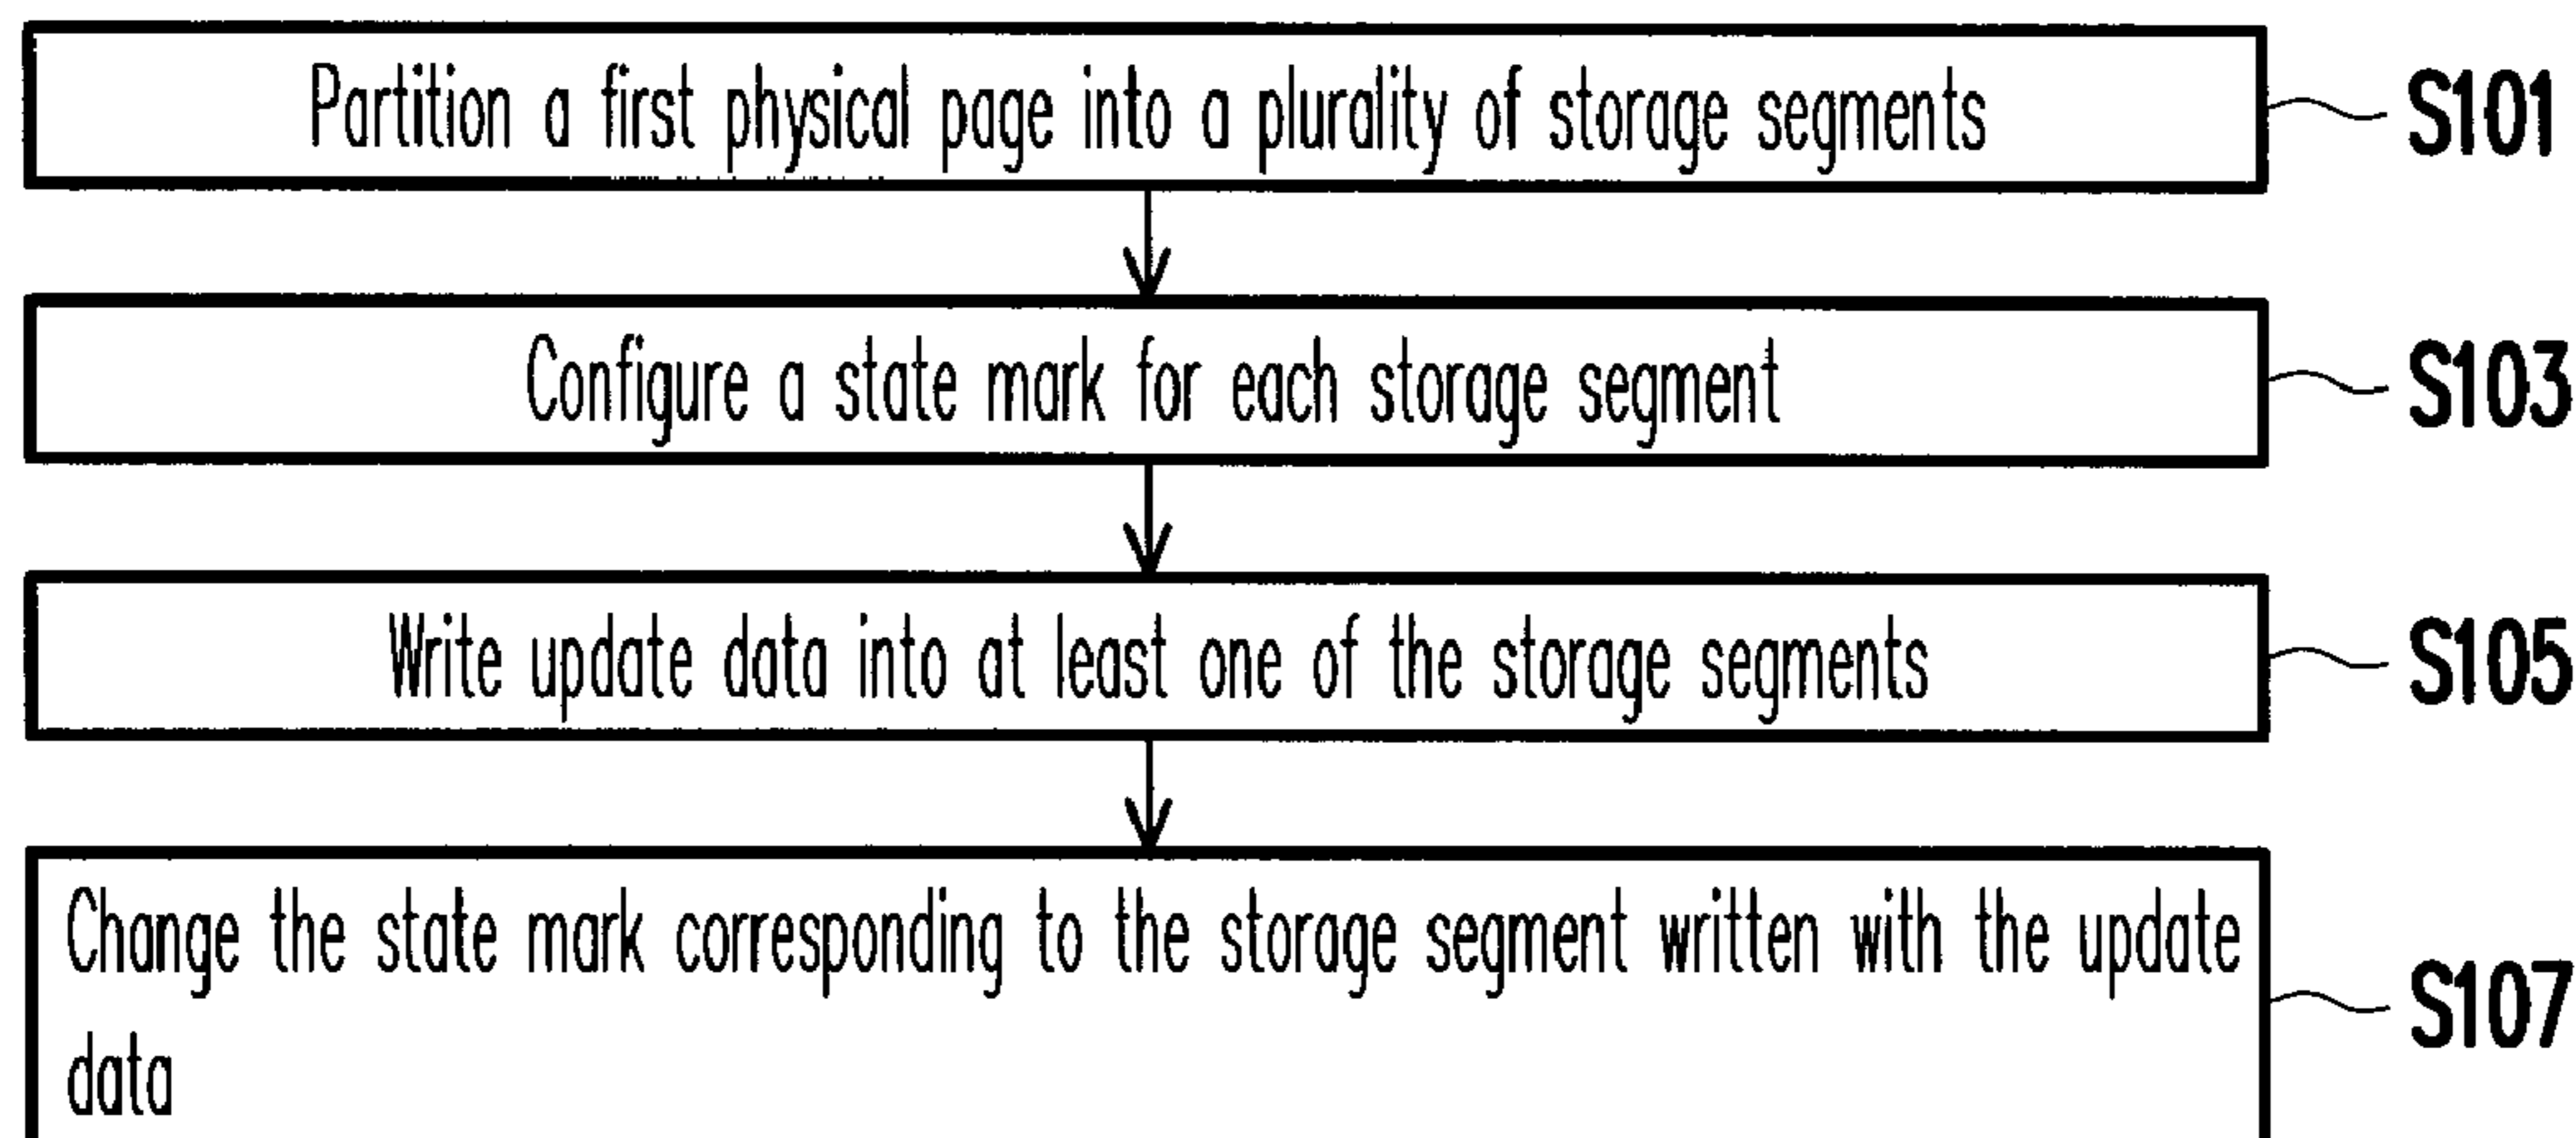 Partition a first physical page into a plurality of storage segments S101
Configure a state mark for each storage segment S103
Write update data into at least one of the storage segments S105
Change the state mark corresponding to the storage segment written with the update
data
S107